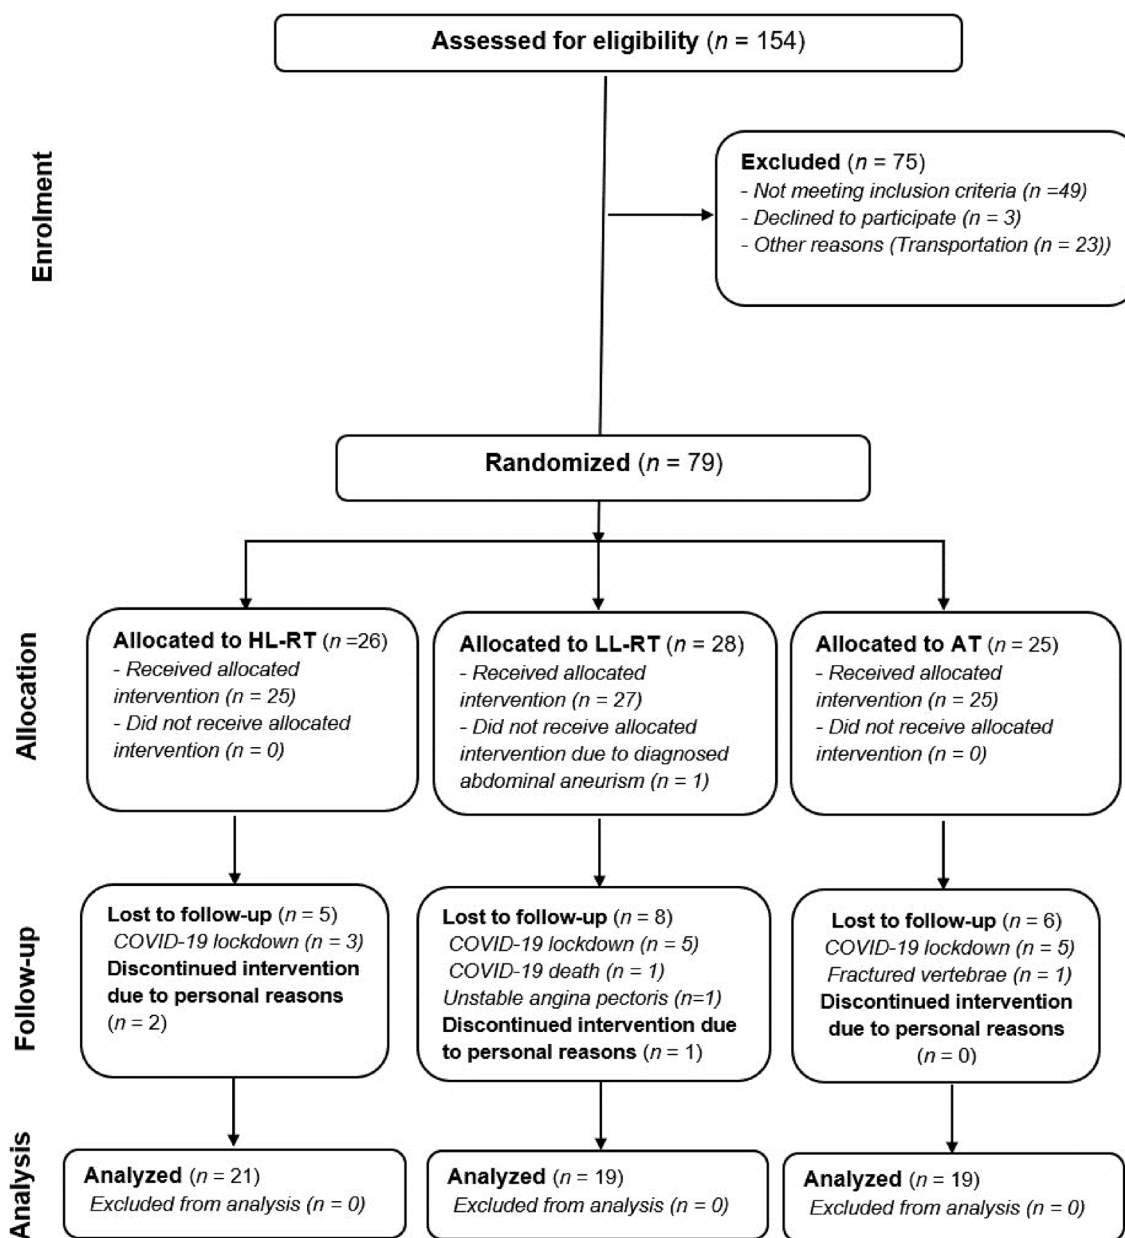 Assessed for eligibility (n = 154)
Enrolment
Excluded (n = 75)
- Not meeting inclusion criteria (n =49)
- Declined to participate (n = 3)
- Other reasons (Transportation (n = 23))
Randomized (n = 79)
Allocation
Allocated to HL-RT (n =26)
- Received allocated
intervention (n = 25)
- Did not receive allocated
intervention (n = 0)
Allocated to LL-RT (n = 28)
- Received allocated
intervention (n = 27)
- Did not receive allocated
intervention due to diagnosed
abdominal aneurism (n = 1)
Allocated to AT (n = 25)
- Received allocated
intervention (n = 25)
- Did not receive allocated
intervention (n = 0)
Follow-up
Lost to follow-up (n = 5)
COVID-19 lockdown (n = 3)
Discontinued intervention
due to personal reasons
(n = 2)
Lost to follow-up (n = 8)
COVID-19 lockdown (n = 5)
COVID-19 death (n = 1)
Unstable angina pectoris (n=1)
Discontinued intervention due
to personal reasons (n = 1)
Lost to follow-up (n = 6)
COVID-19 lockdown (n = 5)
Fractured vertebrae (n = 1)
Discontinued intervention
due to personal reasons
(n = 0)
Analysis
Analyzed (n = 21)
Excluded from analysis (n = 0)
Analyzed (n = 19)
Excluded from analysis (n = 0)
Analyzed (n = 19)
Excluded from analysis (n = 0)